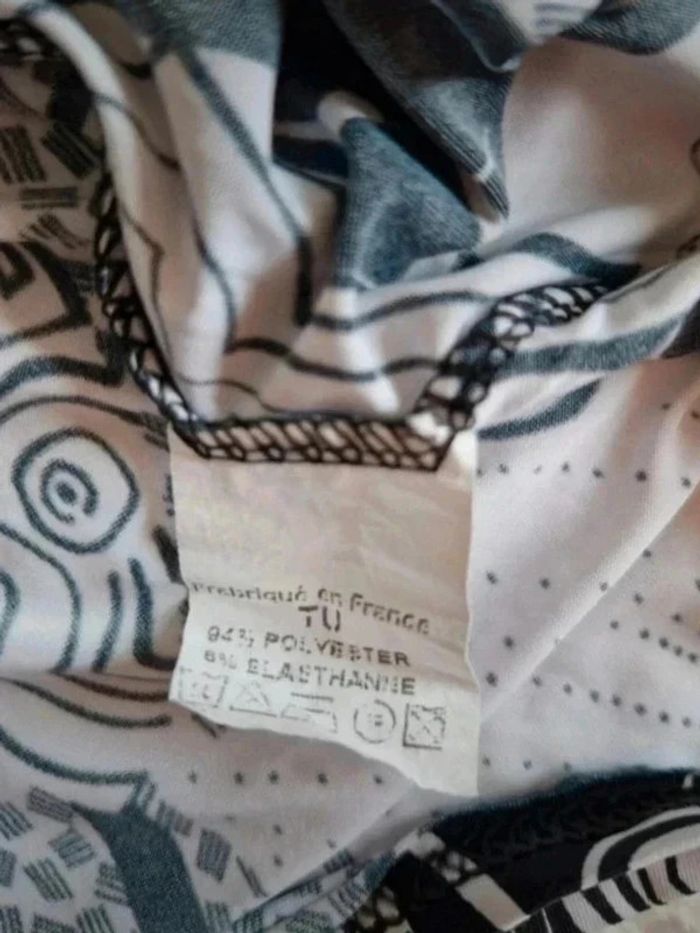 Fabriqué en France
TU
94% POLYESTER
6% ELASTHANNE